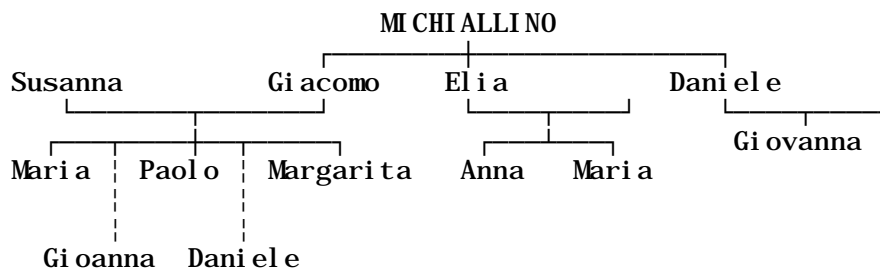 MICHIALLINO
Susanna Giacomo Elia Daniele
Giovanna
Maria Paolo Margarita Anna Maria
Gioanna Daniele